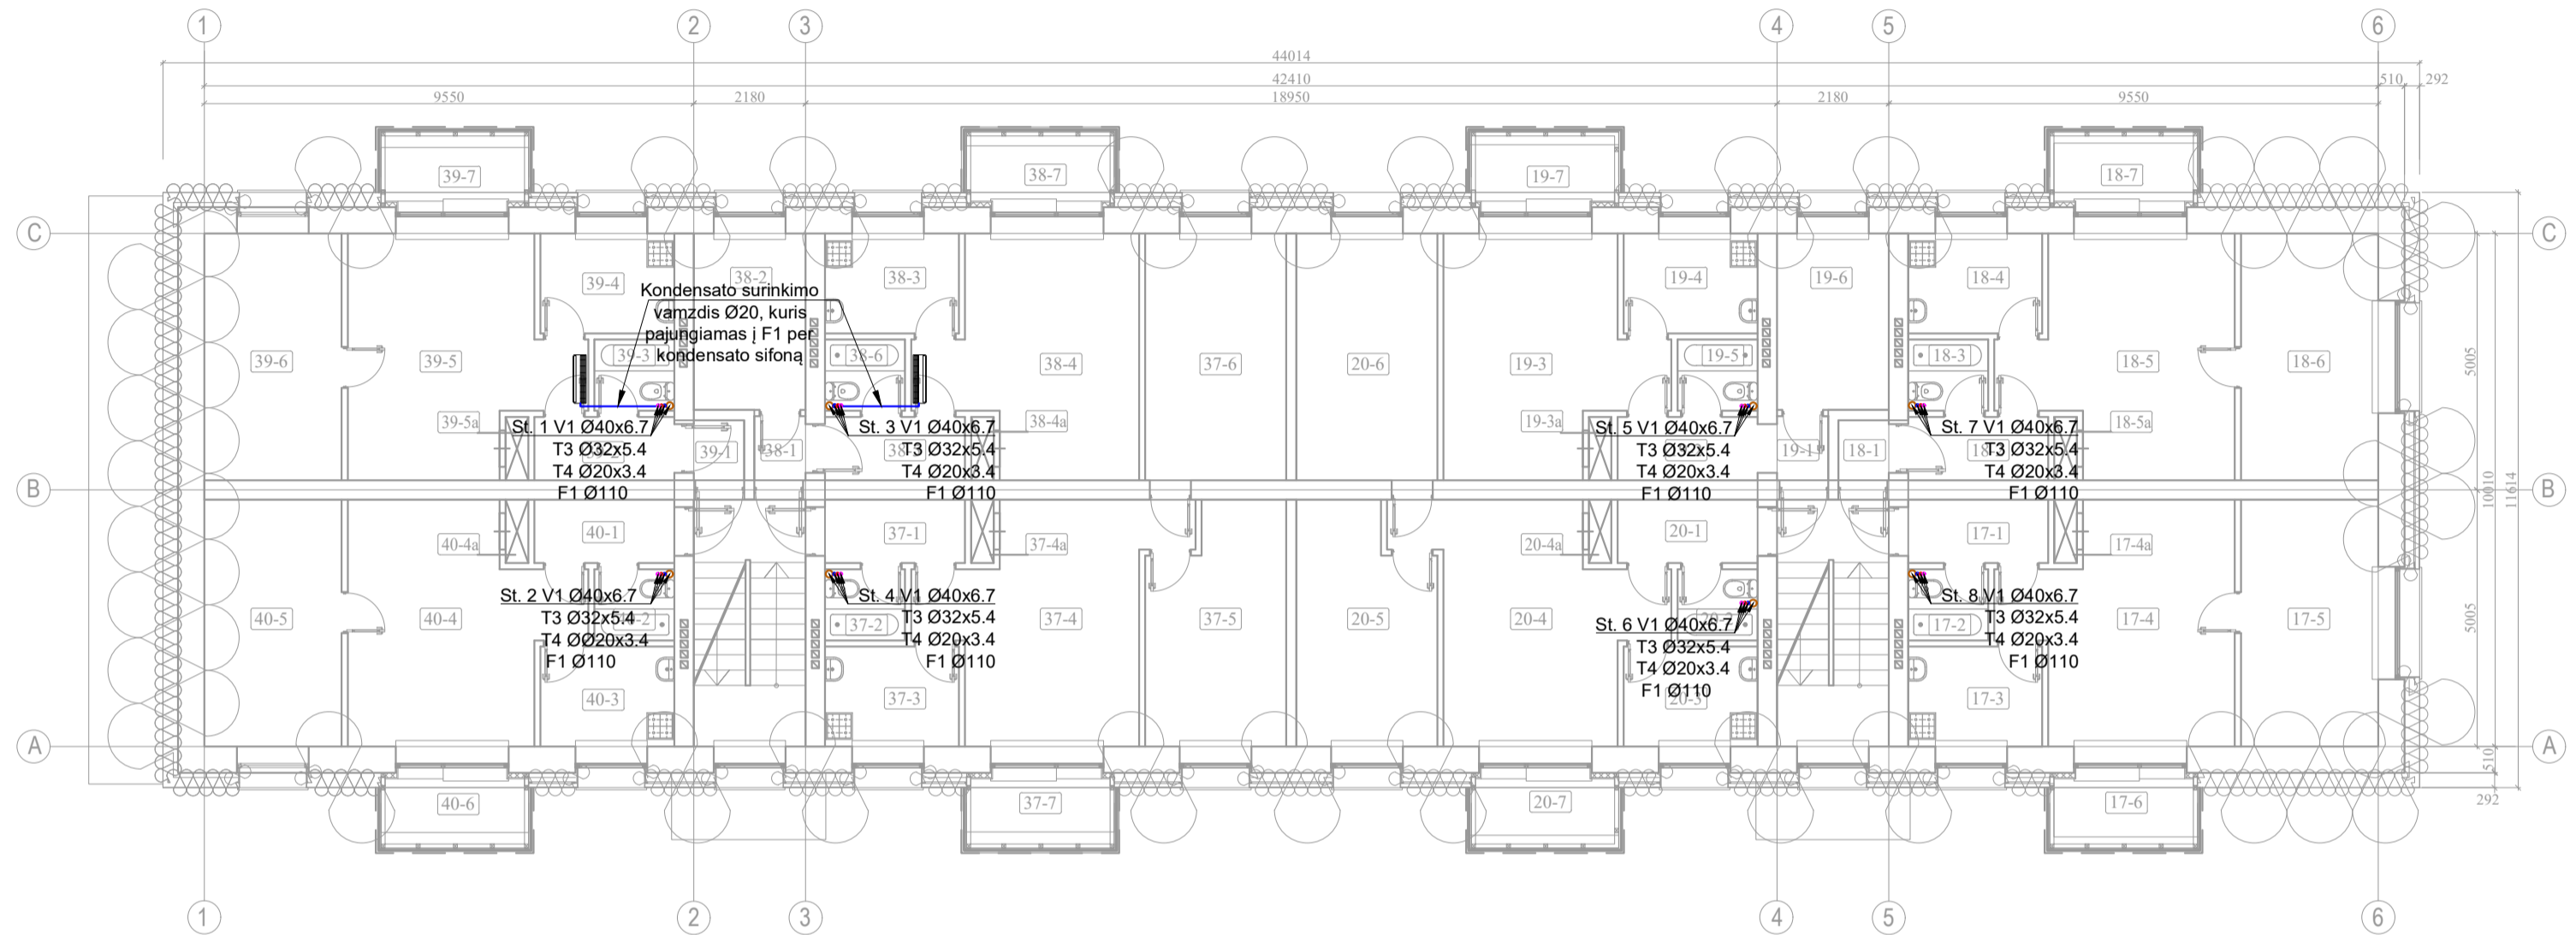 1 2 3 4 5 6
44014
42410 510 292
9550 2180 18950 2180 9550
39-7 38-7 19-7 18-7
C C
39-4 38-2 38-3 19-4 19-6 18-4
Kondensato surinkimo
vamzdis Ø20, kuris
pajungiamas į F1 per
kondensato sifoną
39-6 39-5 39-3 38-6 38-4 37-6 20-6 19-3 19-5 18-3 18-5 18-6
5005
39-5a 38-4a 19-3a 18-5a
St. 1 V1 Ø40x6.7
T3 Ø32x5.4
T4 Ø20x3.4
F1 Ø110
39-1 38-1
St. 3 V1 Ø40x6.7
T3 Ø32x5.4
T4 Ø20x3.4
F1 Ø110
St. 5 V1 Ø40x6.7
T3 Ø32x5.4
T4 Ø20x3.4
F1 Ø110
19-1 18-1
St. 7 V1 Ø40x6.7
T3 Ø32x5.4
T4 Ø20x3.4
F1 Ø110
B B
10010
11614
40-4a 40-1 37-1 37-4a 20-4a 20-1 17-1 17-4a
St. 2 V1 Ø40x6.7
T3 Ø32x5.4
T4 ØØ20x3.4
F1 Ø110
St. 4 V1 Ø40x6.7
T3 Ø32x5.4
T4 Ø20x3.4
F1 Ø110
St. 6 V1 Ø40x6.7
T3 Ø32x5.4
T4 Ø20x3.4
F1 Ø110
St. 8 V1 Ø40x6.7
T3 Ø32x5.4
T4 Ø20x3.4
F1 Ø110
40-5 40-4 37-2 37-4 37-5 20-5 20-4 17-2 17-4 17-5
5005
40-3 37-3 20-3 17-3
A A
510
292
40-6 37-7 20-7 17-6
1 2 3 4 5 6